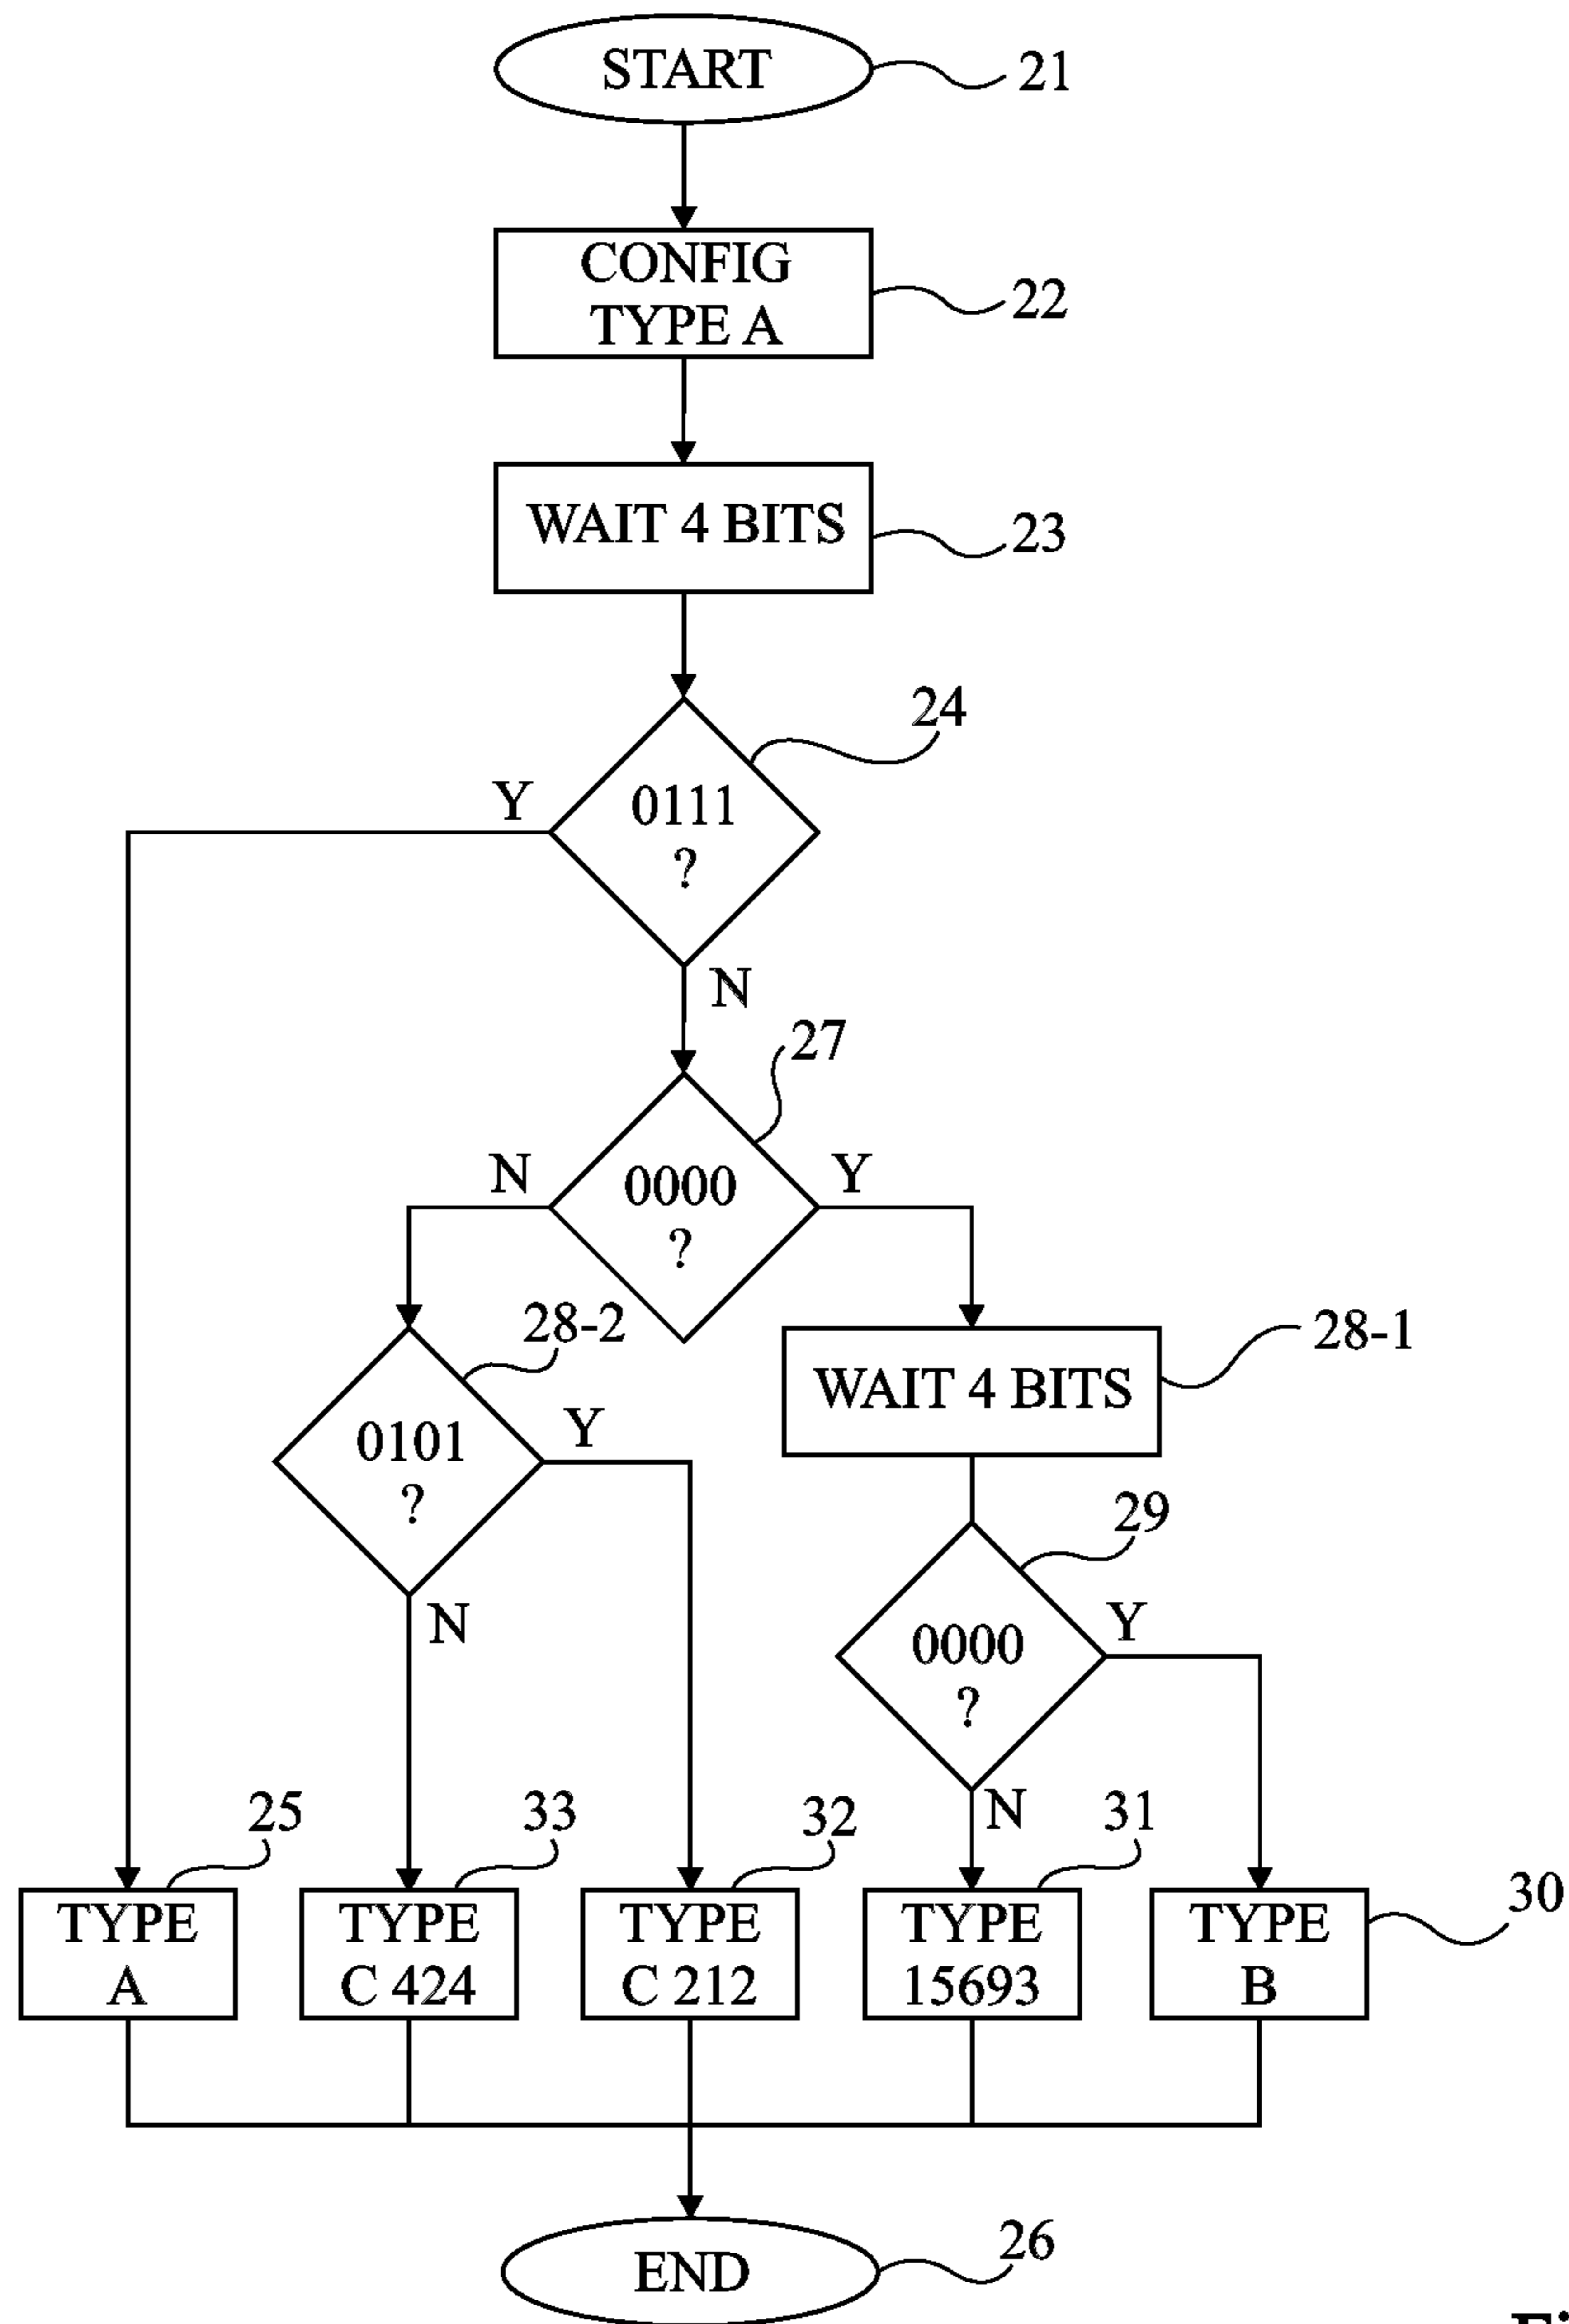 START
21
CONFIG
TYPE A
22
WAIT 4 BITS
23
24
Y
0111
?
N
27
N
0000
?
Y
28-2
28-1
0101
?
Y
WAIT 4 BITS
29
N
0000
?
Y
N
25
33
32
31
30
TYPE
A
TYPE
C 424
TYPE
C 212
TYPE
15693
TYPE
B
26
END